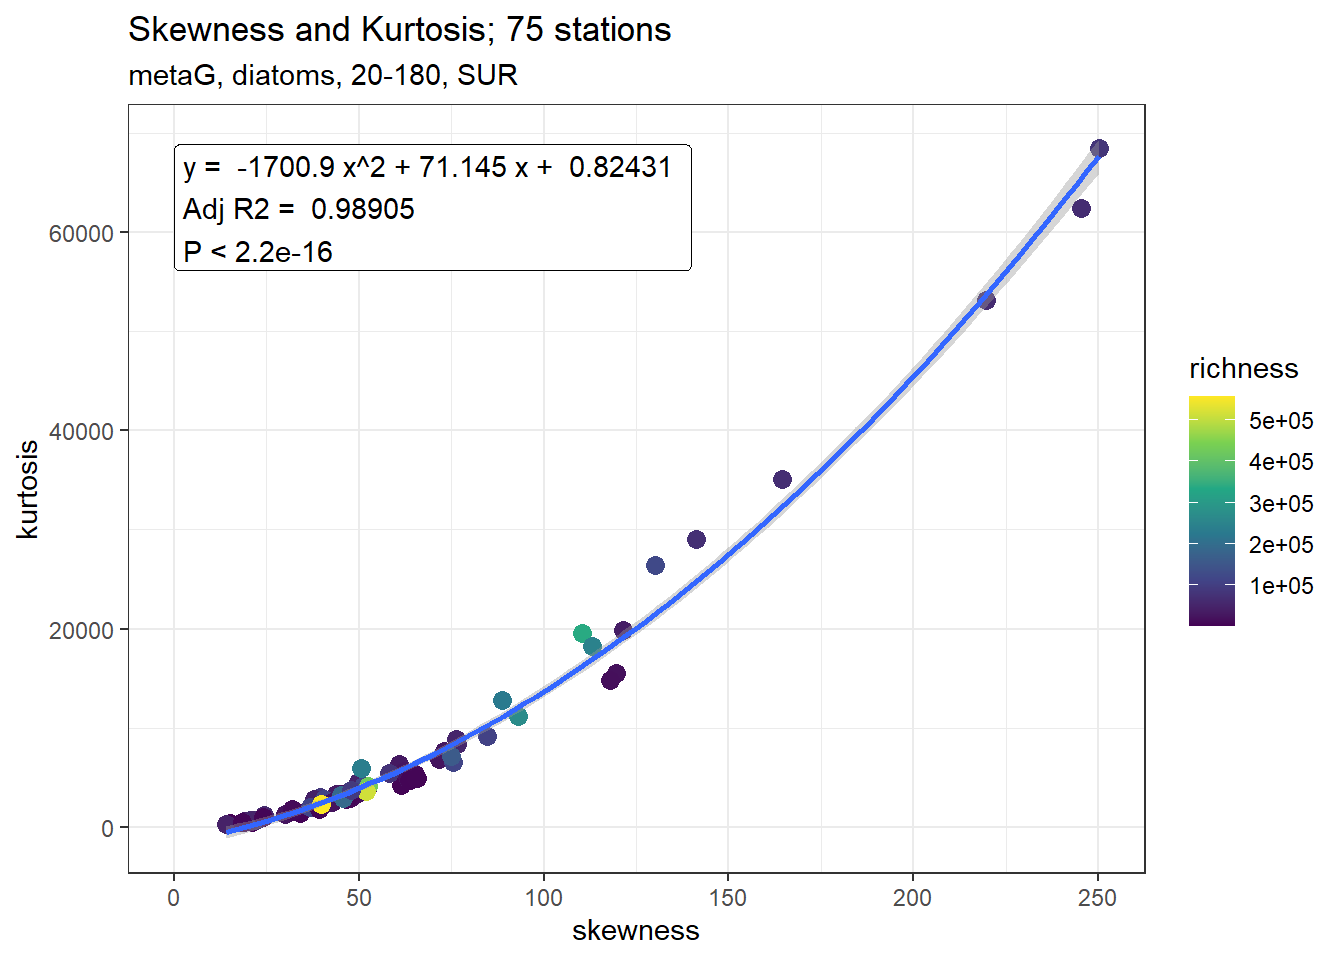 Skewness and Kurtosis; 75 stations
metaG, diatoms, 20-180, SUR
y =  -1700.9 x^2 + 71.145 x +  0.82431
Adj R2 =  0.98905
P < 2.2e-16
60000
40000
20000
0
kurtosis
0
50
100
150
200
250
skewness
richness
5e+05
4e+05
3e+05
2e+05
1e+05